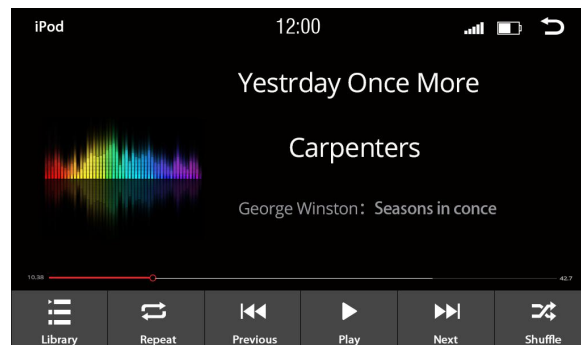 iPod 12:00
Yestrday Once More
Carpenters
George Winston: Seasons in conce
10.38 42.7
Library Repeat Previous Play Next Shuffle